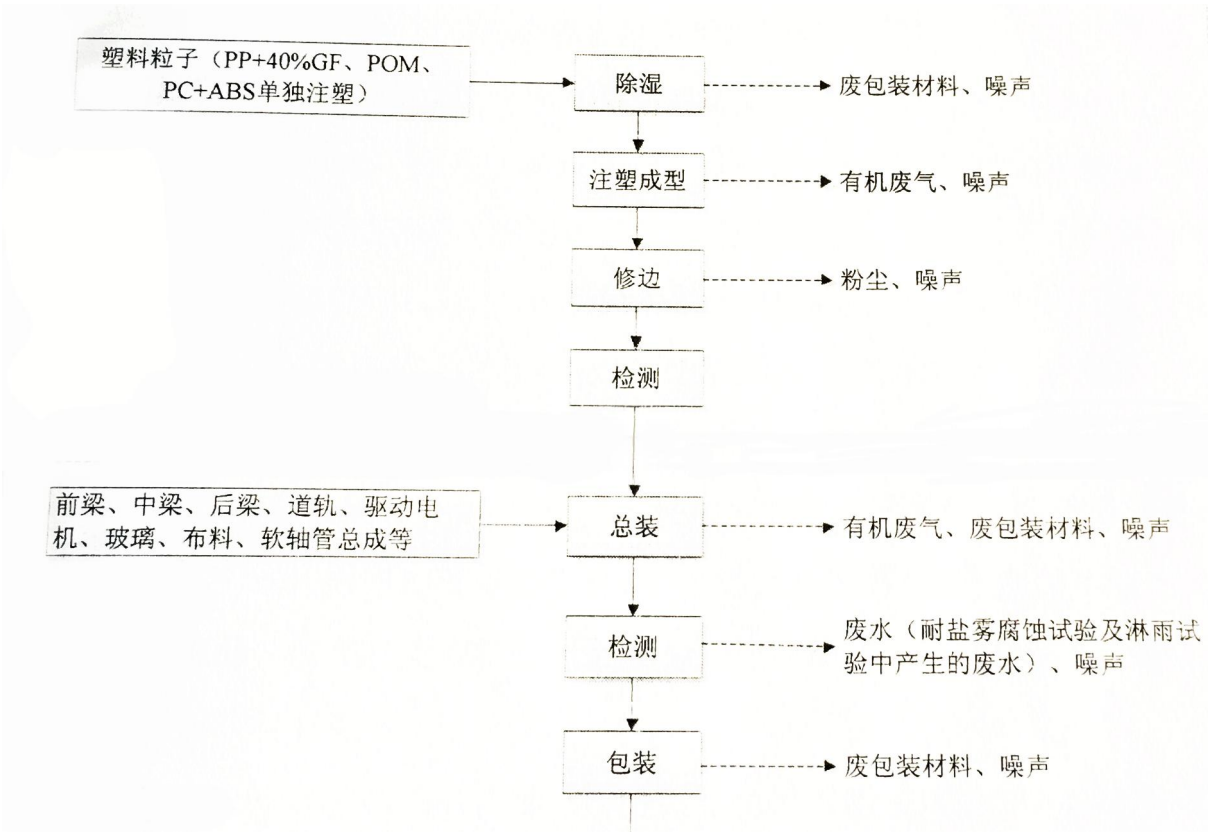 塑料粒子（PP+40%GF、POM、
PC+ABS单独注塑）
除湿
废包装材料、噪声
注塑成型
有机废气、噪声
修边
粉尘、噪声
检测
前梁、中梁、后梁、道轨、驱动电
机、玻璃、布料、软轴管总成等
总装
有机废气、废包装材料、噪声
检测
废水（耐盐雾腐蚀试验及淋雨试
验中产生的废水）、噪声
包装
废包装材料、噪声